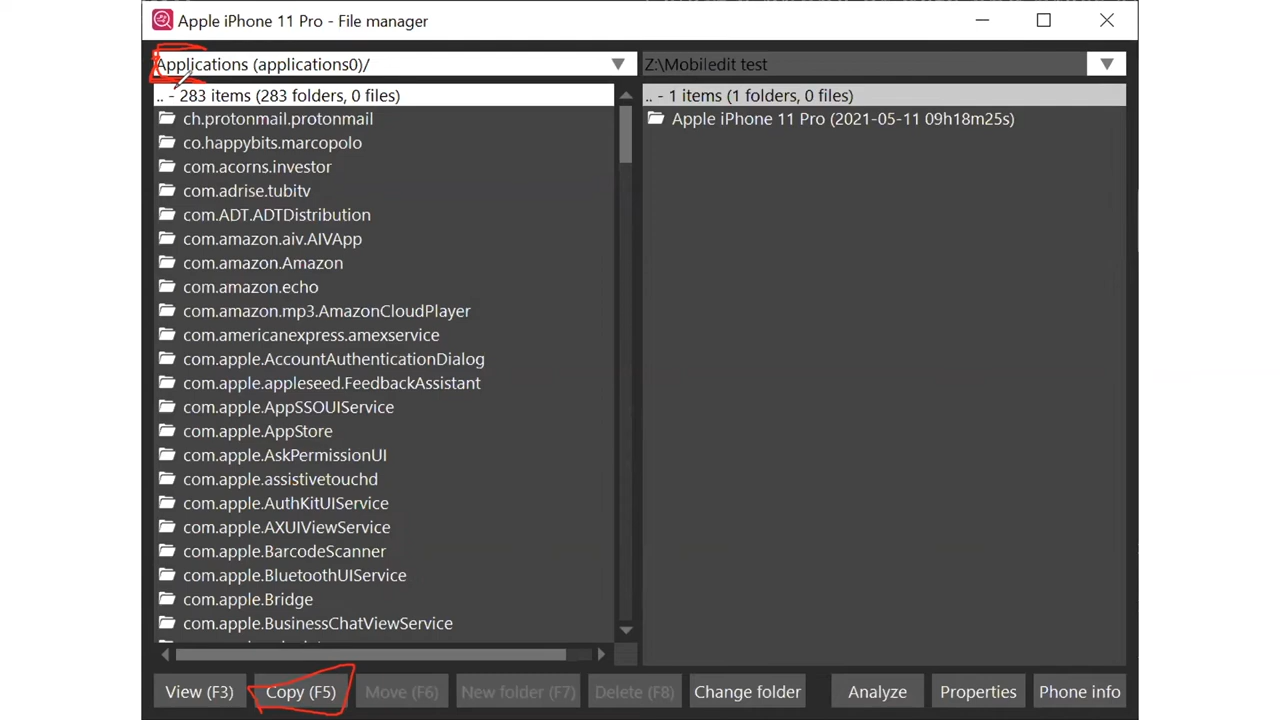 Apple iPhone 11 Pro - File manager
Applications (applications0)/
Z:\Mobiledit test
.. - 283 items (283 folders, 0 files)
.. - 1 items (1 folders, 0 files)
ch.protonmail.protonmail
Apple iPhone 11 Pro (2021-05-11 09h18m25s)
co.happybits.marcopolo
com.acorns.investor
com.adrise.tubitv
com.ADT.ADTDistribution
com.amazon.aiv.AIVApp
com.amazon.Amazon
com.amazon.echo
com.amazon.mp3.AmazonCloudPlayer
com.americanexpress.amexservice
com.apple.AccountAuthenticationDialog
com.apple.appleseed.FeedbackAssistant
com.apple.AppSSOUIService
com.apple.AppStore
com.apple.AskPermissionUI
com.apple.assistivetouchd
com.apple.AuthKitUIService
com.apple.AXUIViewService
com.apple.BarcodeScanner
com.apple.BluetoothUIService
com.apple.Bridge
com.apple.BusinessChatViewService
View (F3)
Copy (F5)
Move (F6)
New folder (F7)
Delete (F8)
Change folder
Analyze
Properties
Phone info